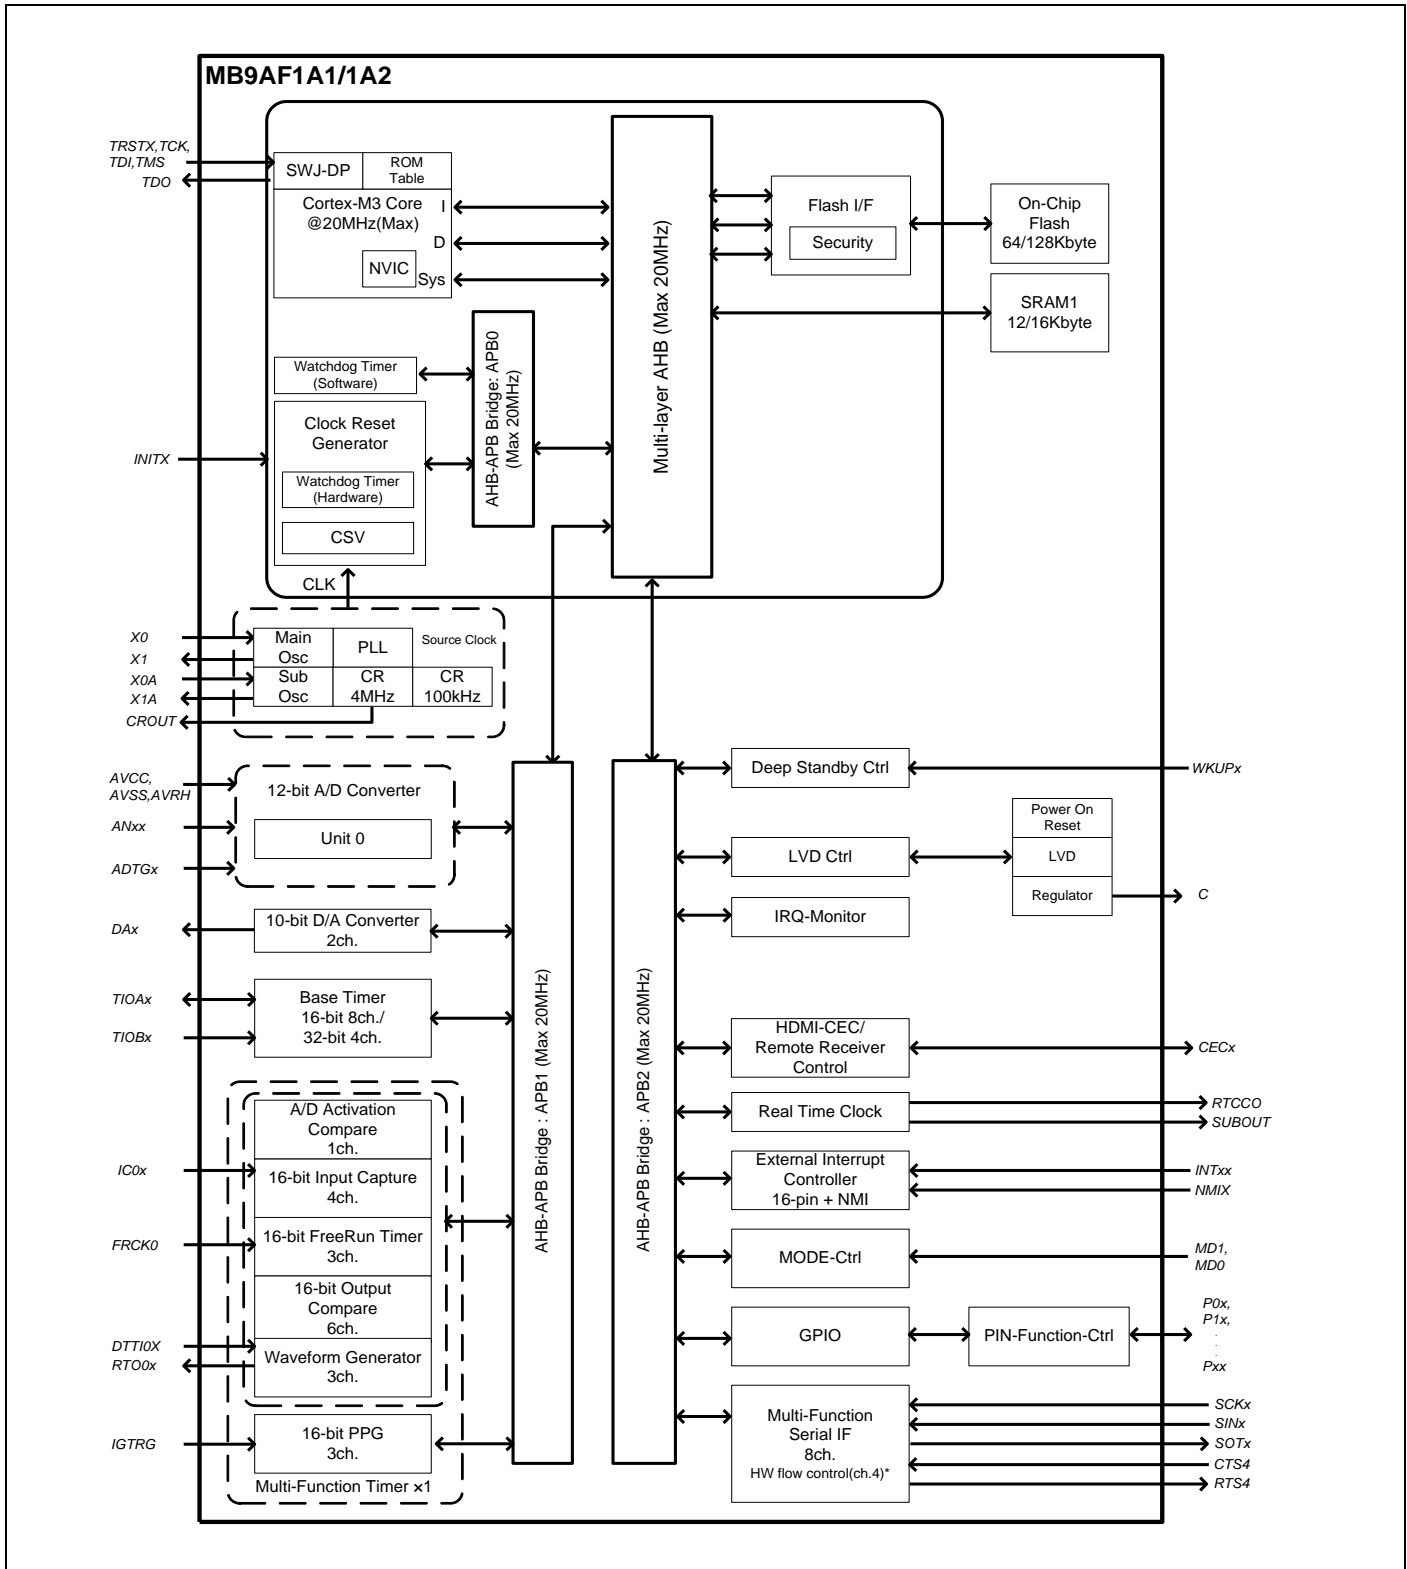 MB9AF1A1/1A2
TRSTX,TCK,
TDI,TMS
TDO
SWJ-DP
ROM
Table
Cortex-M3 Core
@20MHz(Max)
I
D
Sys
NVIC
Multi-layer AHB (Max 20MHz)
Flash I/F
Security
On-Chip
Flash
64/128Kbyte
SRAM1
12/16Kbyte
Watchdog Timer
(Software)
AHB-APB Bridge: APB0
(Max 20MHz)
Clock Reset
Generator
INITX
Watchdog Timer
(Hardware)
CSV
CLK
X0
X1
X0A
X1A
CROUT
Main
Osc
PLL
Source Clock
Sub
Osc
CR
4MHz
CR
100kHz
AVCC,
AVSS,AVRH
ANxx
ADTGx
12-bit A/D Converter
Unit 0
DAx
10-bit D/A Converter
2ch.
TIOAx
TIOBx
Base Timer
16-bit 8ch./
32-bit 4ch.
A/D Activation
Compare
1ch.
IC0x
16-bit Input Capture
4ch.
FRCK0
16-bit FreeRun Timer
3ch.
16-bit Output
Compare
6ch.
DTTI0X
RTO0x
Waveform Generator
3ch.
IGTRG
16-bit PPG
3ch.
Multi-Function Timer ×1
AHB-APB Bridge : APB1 (Max 20MHz)
AHB-APB Bridge : APB2 (Max 20MHz)
Deep Standby Ctrl
WKUPx
LVD Ctrl
Power On
Reset
LVD
Regulator
C
IRQ-Monitor
HDMI-CEC/
Remote Receiver
Control
CECx
Real Time Clock
RTCCO
SUBOUT
External Interrupt
Controller
16-pin + NMI
INTxx
NMIX
MODE-Ctrl
MD1,
MD0
GPIO
PIN-Function-Ctrl
P0x,
P1x,
.
.
Pxx
Multi-Function
Serial IF
8ch.
HW flow control(ch.4)*
SCKx
SINx
SOTx
CTS4
RTS4